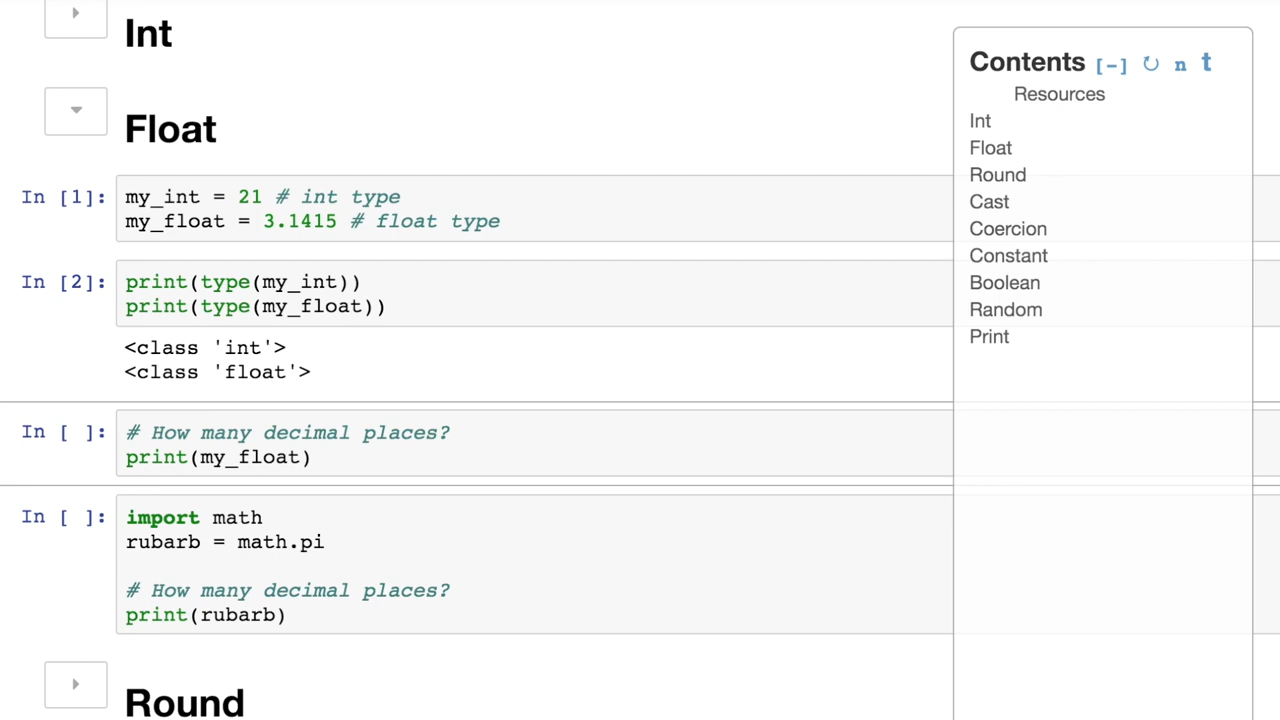 Int
Float
In [1]:
my_int = 21 # int type
my_float = 3.1415 # float type
In [2]:
print(type(my_int))
print(type(my_float))
<class 'int'>
<class 'float'>
In [ ]:
# How many decimal places?
print(my_float)
In [ ]:
import math
rubarb = math.pi
# How many decimal places?
print(rubarb)
Round
Contents [-] ↻ n t
Resources
Int
Float
Round
Cast
Coercion
Constant
Boolean
Random
Print